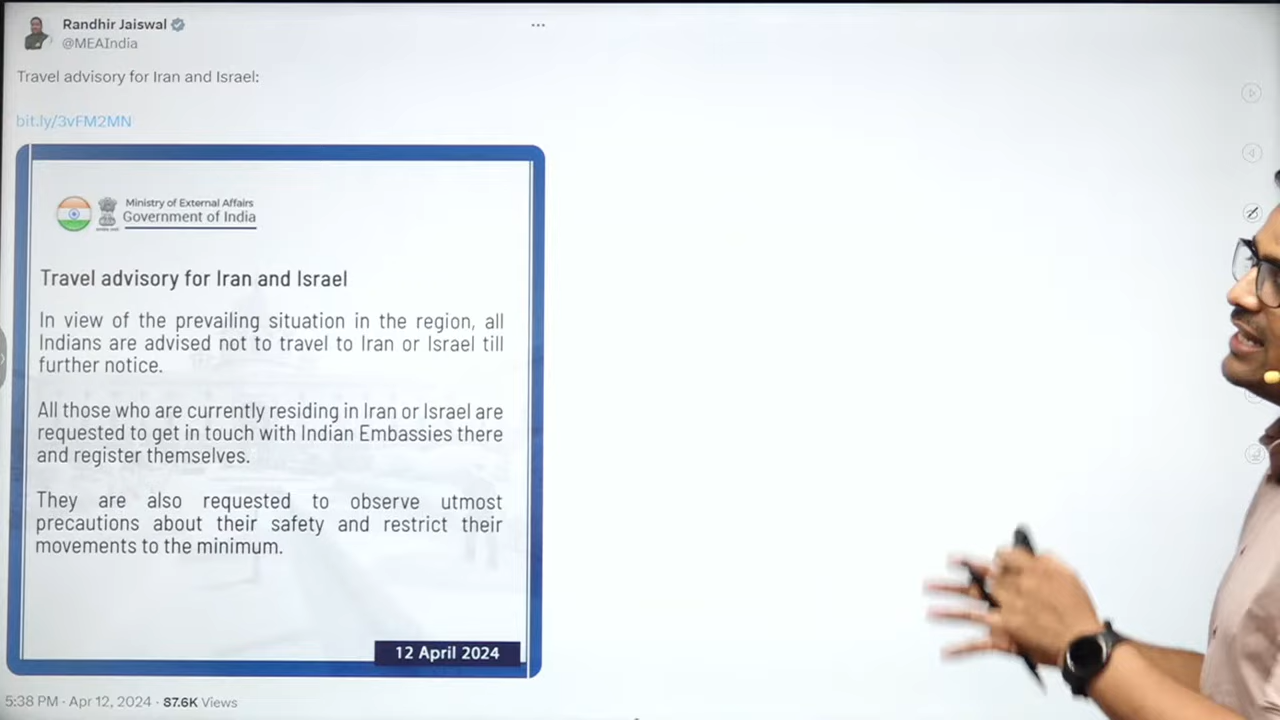 Randhir Jaiswal
@MEAIndia
Travel advisory for Iran and Israel:
bit.ly/3vFM2MN
Ministry of External Affairs
Government of India
Travel advisory for Iran and Israel
In view of the prevailing situation in the region, all
Indians are advised not to travel to Iran or Israel till
further notice.
All those who are currently residing in Iran or Israel are
requested to get in touch with Indian Embassies there
and register themselves.
They are also requested to observe utmost
precautions about their safety and restrict their
movements to the minimum.
12 April 2024
5:38 PM · Apr 12, 2024 · 87.6K Views